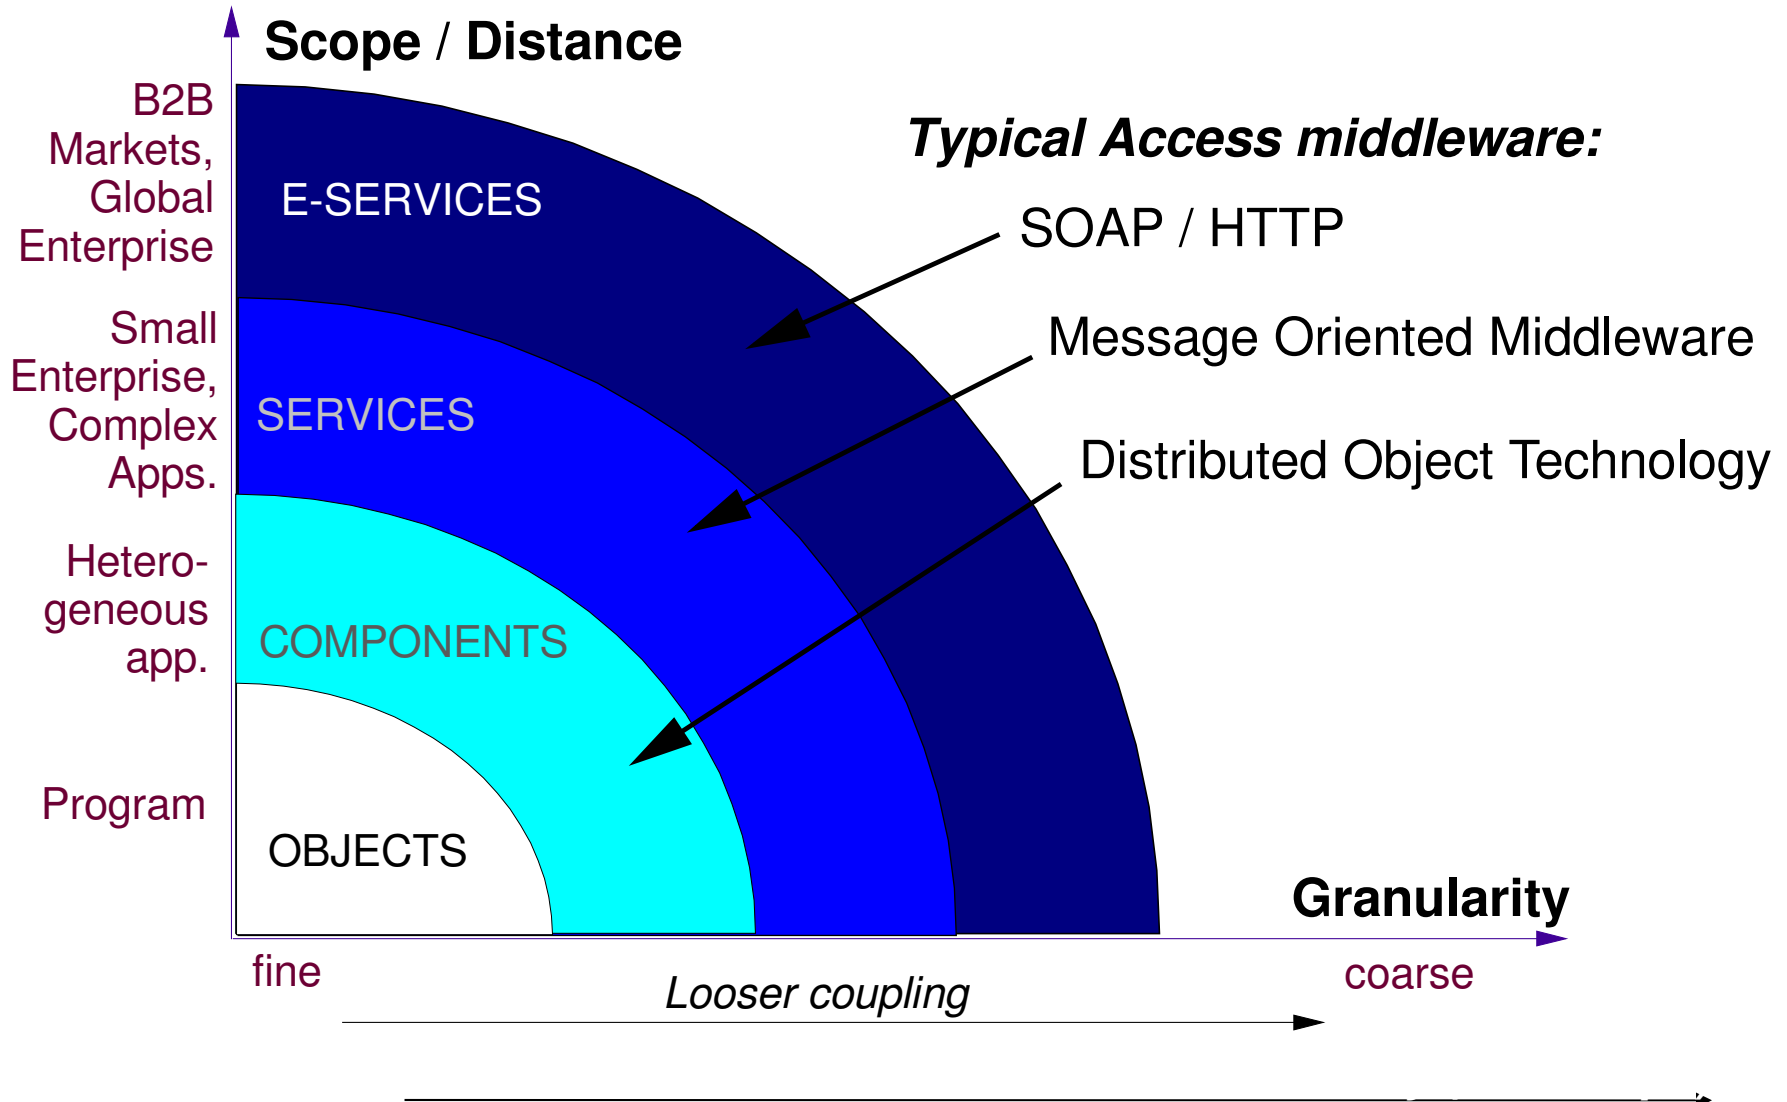 Scope / Distance
B2B
Markets,
Global
Enterprise
E-SERVICES
Typical Access middleware:
SOAP / HTTP
Small
Enterprise,
Complex
Apps.
SERVICES
Message Oriented Middleware
Distributed Object Technology
Hetero-
geneous
app.
COMPONENTS
Program
OBJECTS
Granularity
fine
coarse
Looser coupling